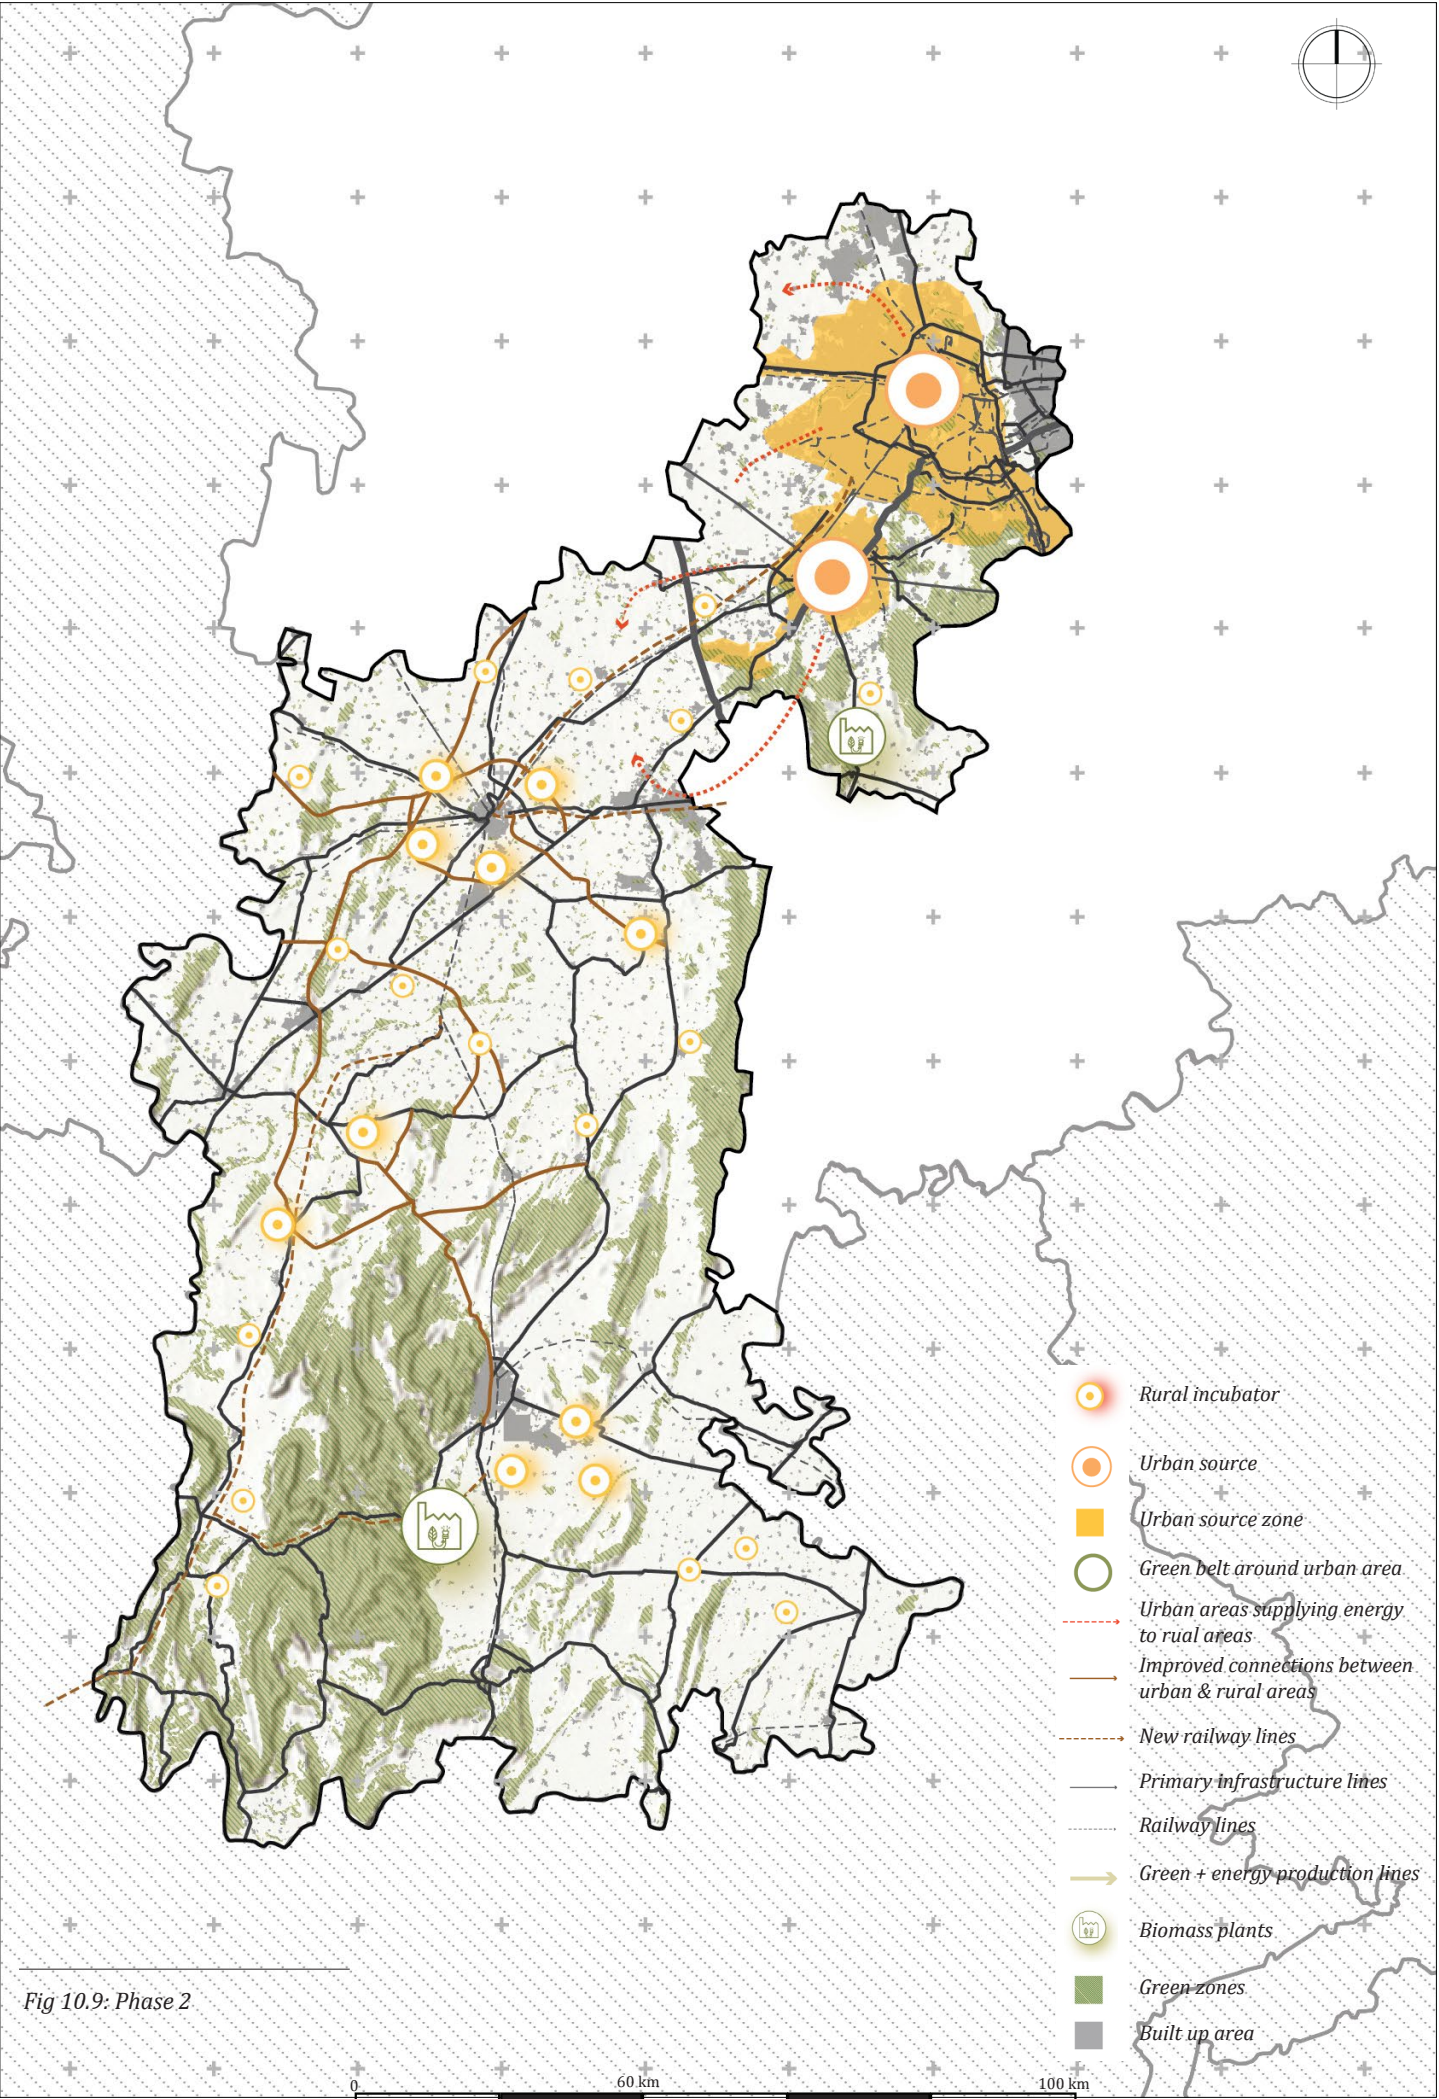 Rural incubator
Urban source
Urban source zone
Green belt around urban area
Urban areas supplying energy
to rual areas
Improved connections between
urban & rural areas
New railway lines
Primary infrastructure lines
Railway lines
Green + energy production lines
Biomass plants
Green zones
Built up area
Fig 10.9: Phase 2
0
60 km
100 km